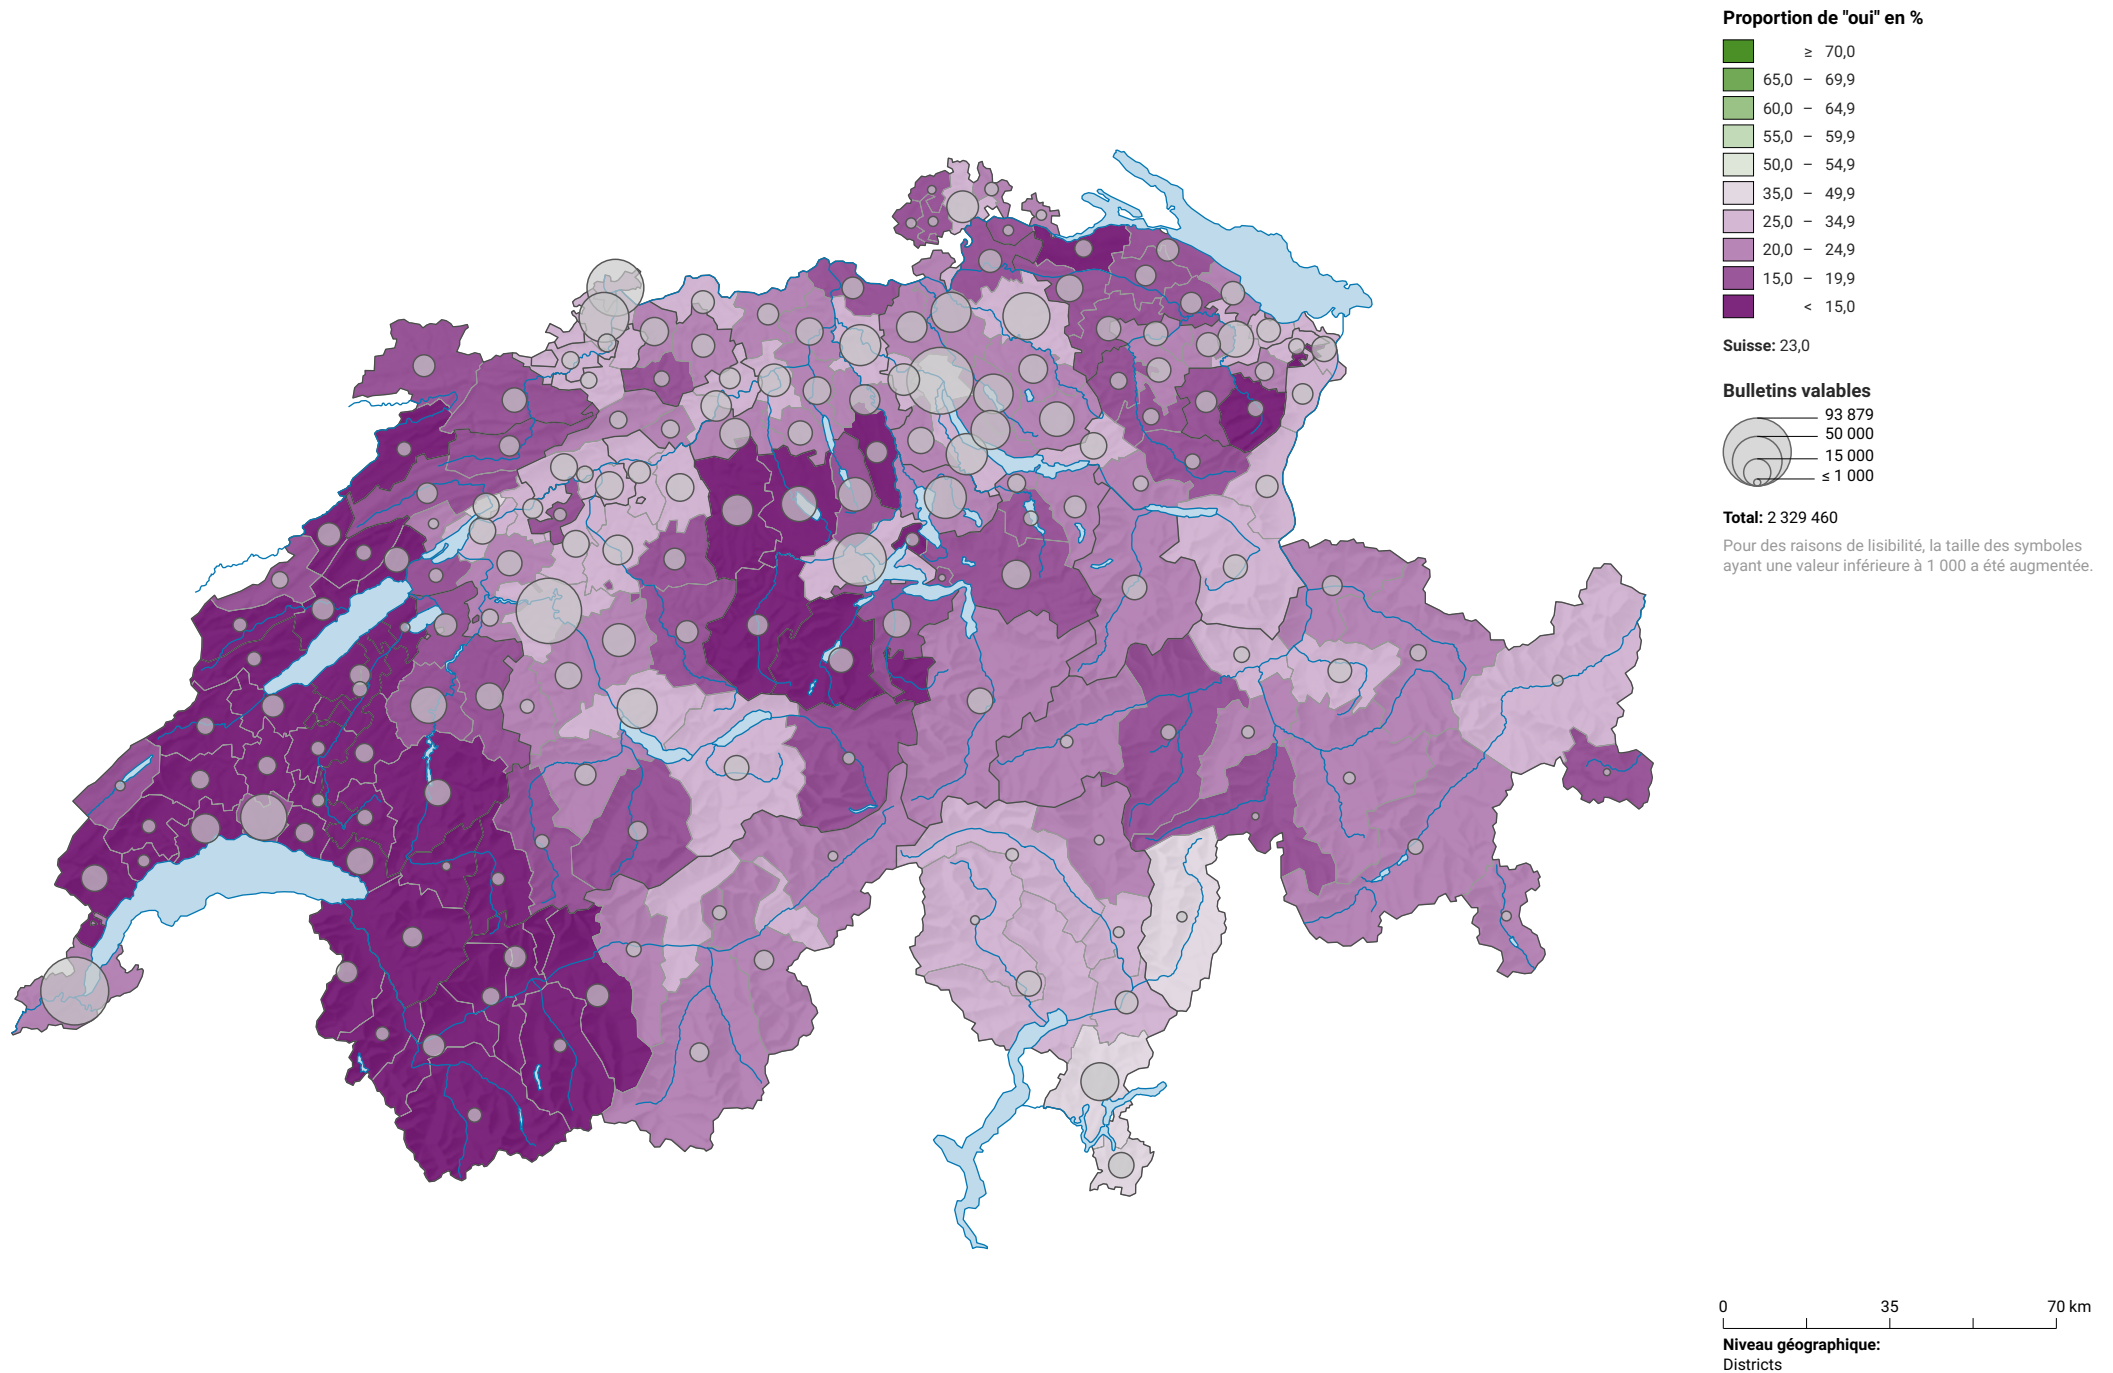 Proportion de "oui" en %
≥ 70,0
65,0 – 69,9
60,0 – 64,9
55,0 – 59,9
50,0 – 54,9
35,0 – 49,9
25,0 – 34,9
20,0 – 24,9
15,0 – 19,9
< 15,0
Suisse: 23,0
Bulletins valables
93 879
50 000
15 000
≤ 1 000
Total: 2 329 460
Pour des raisons de lisibilité, la taille des symboles
ayant une valeur inférieure à 1 000 a été augmentée.
0 35 70 km
Niveau géographique:
Districts